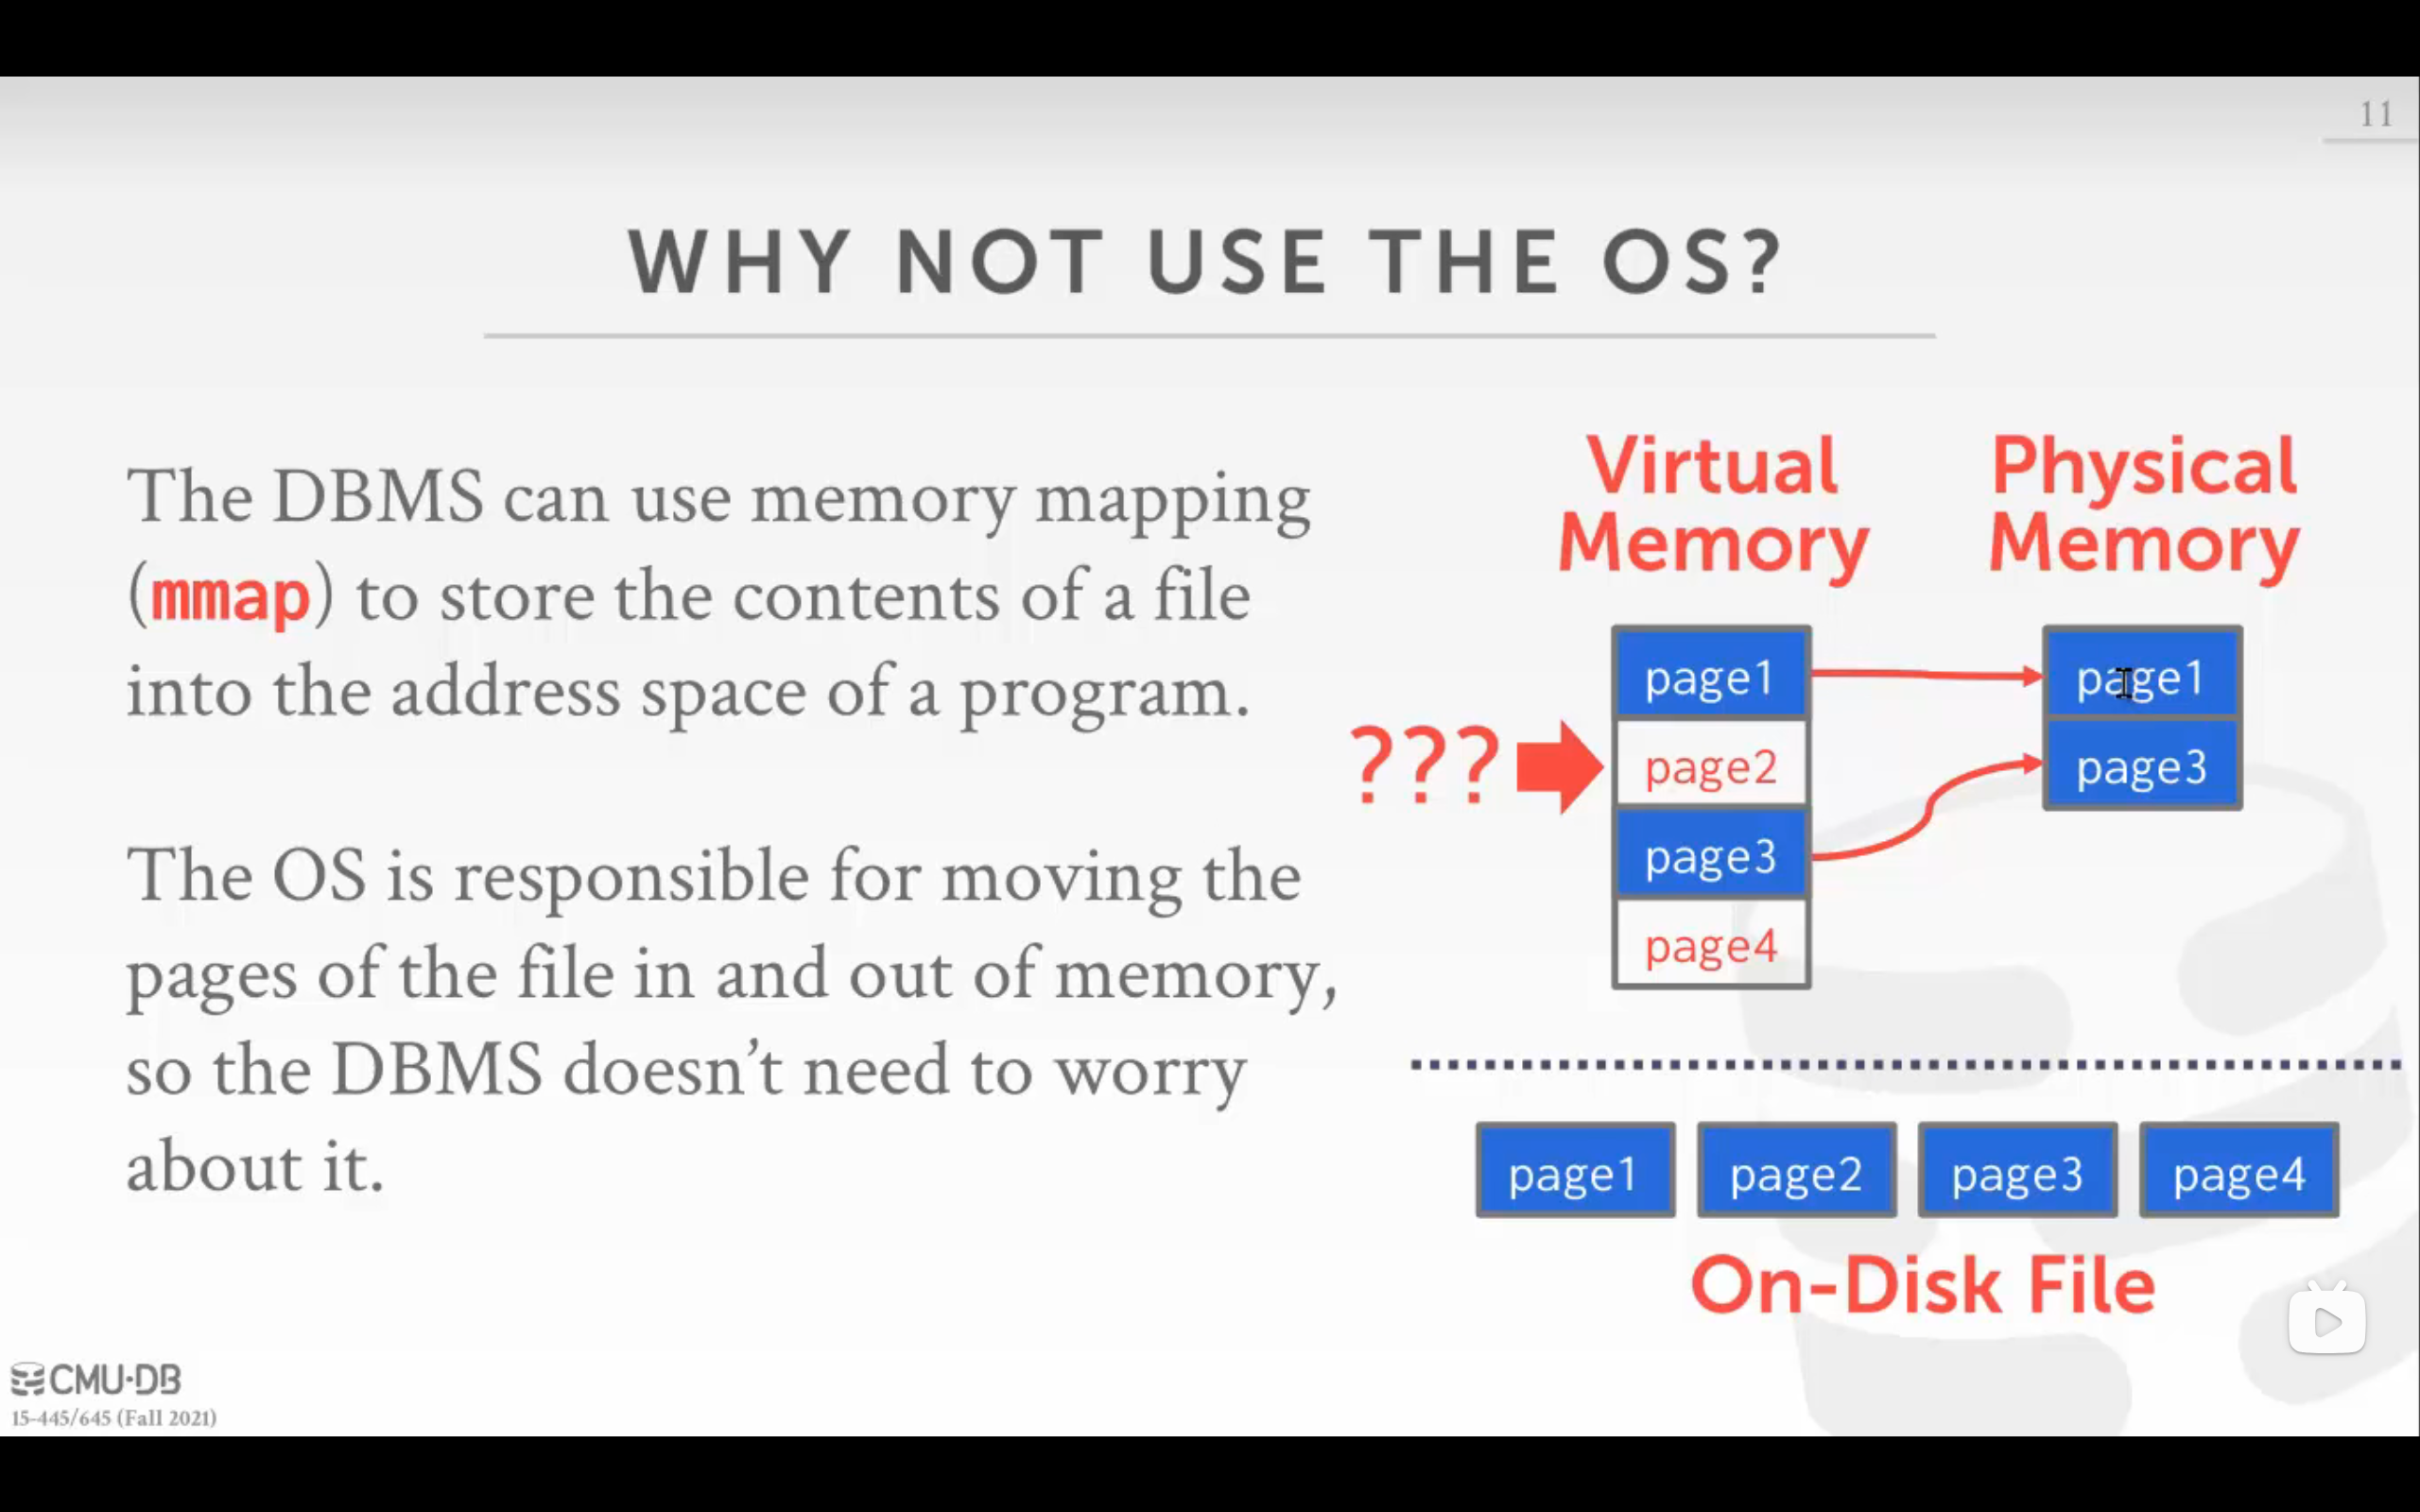 11
WHY NOT USE THE OS?
The DBMS can use memory mapping
(mmap) to store the contents of a file
into the address space of a program.
The OS is responsible for moving the
pages of the file in and out of memory,
so the DBMS doesn't need to worry
about it.
Virtual
Memory
Physical
Memory
page1
???
page2
page3
page4
page1
page3
page1
page2
page3
page4
On-Disk File
CMU·DB
15-445/645 (Fall 2021)